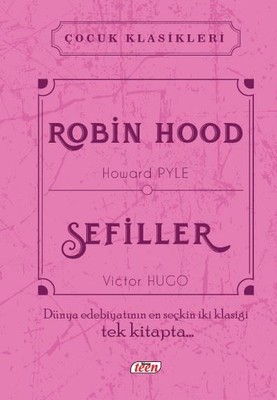 ÇOCUK KLASİKLERİ
ROBİN HOOD
Howard PYLE
SEFİLLER
Victor HUGO
Dünya edebiyatının en seçkin iki klasiği
tek kitapta...
teen